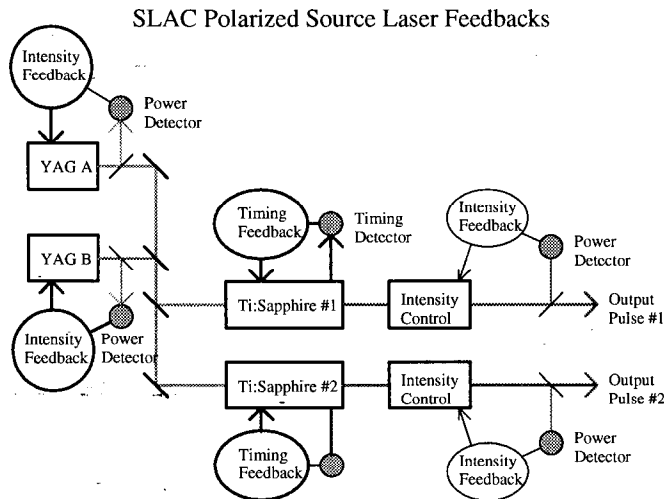 SLAC Polarized Source Laser Feedbacks
Intensity
Feedback
Power
Detector
YAG A
YAG B
Intensity
Feedback
Power
Detector
Timing
Feedback
Timing
Detector
Intensity
Feedback
Power
Detector
Ti:Sapphire #1
Intensity
Control
Output
Pulse #1
Ti:Sapphire #2
Intensity
Control
Output
Pulse #2
Timing
Feedback
Intensity
Feedback
Power
Detector